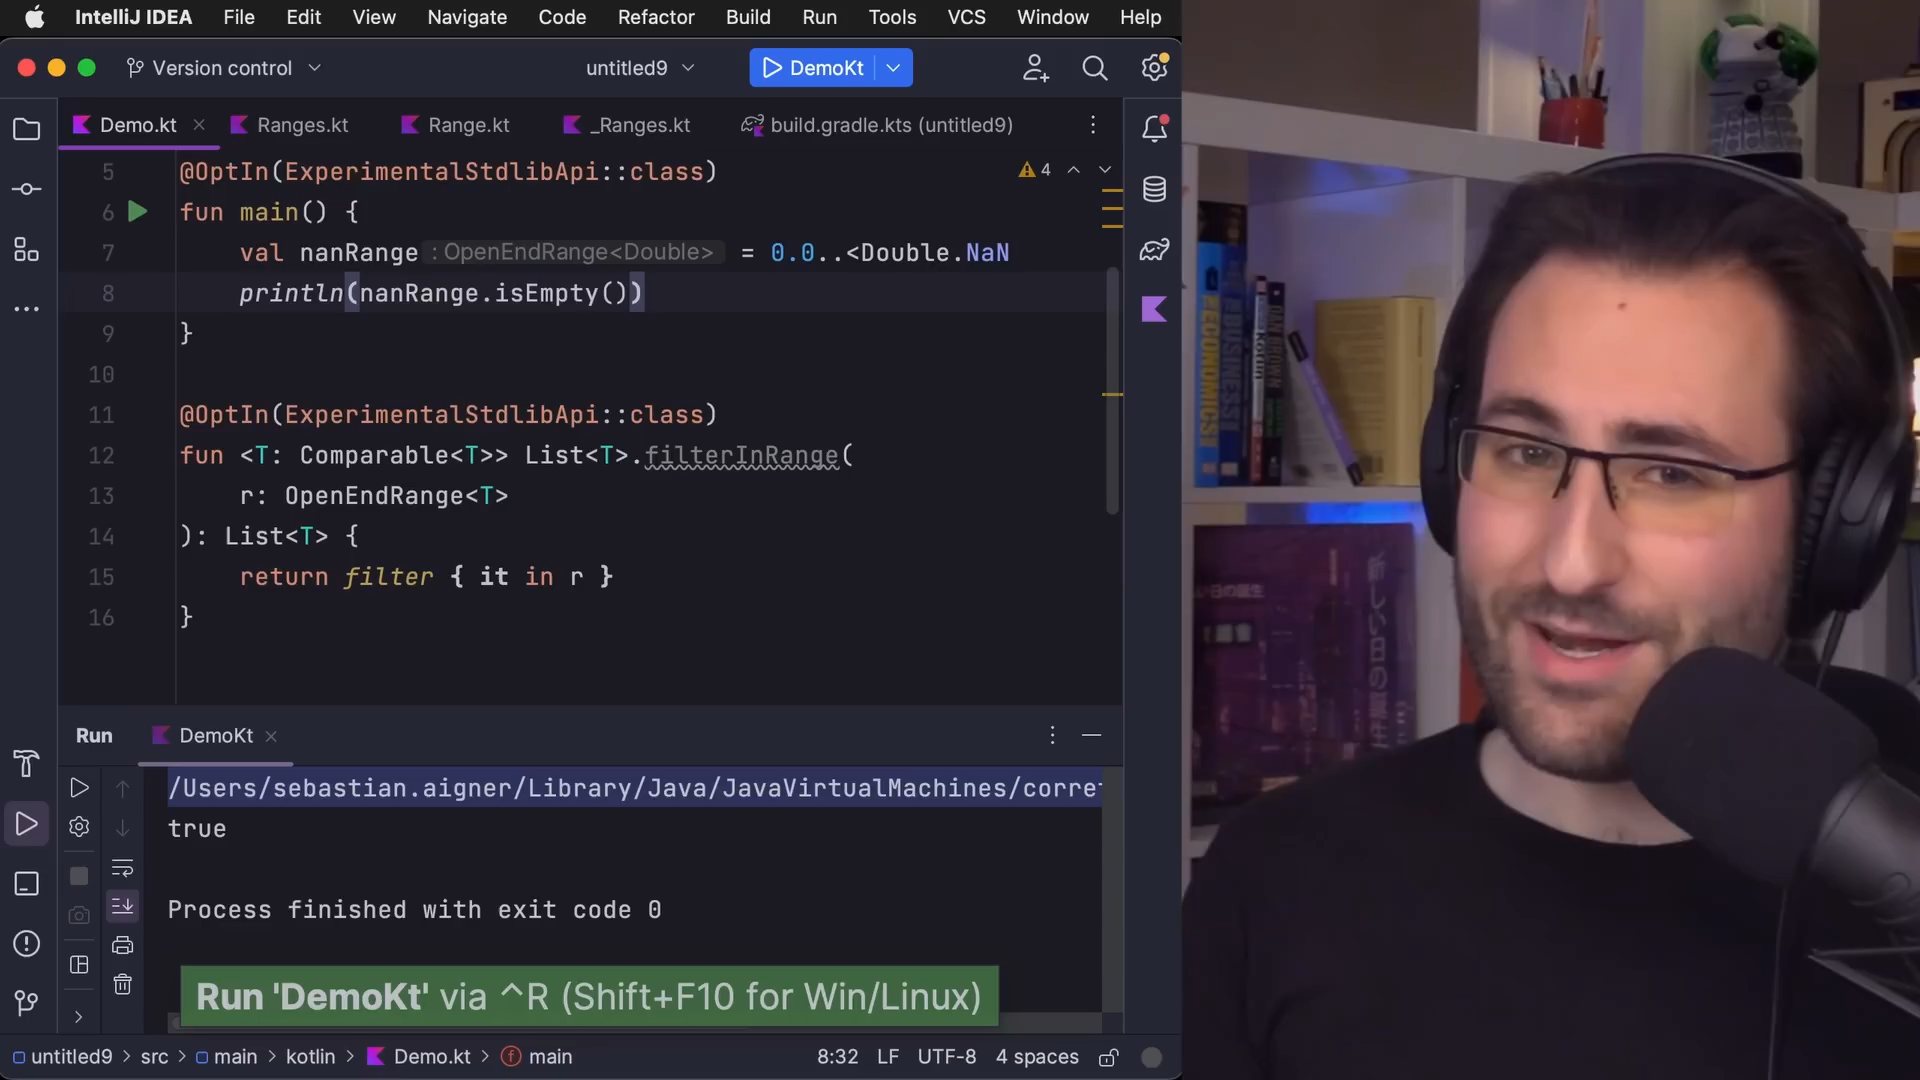 IntelliJ IDEA File Edit View Navigate Code Refactor Build Run Tools VCS Window Help
Version control untitled9 DemoKt
Demo.kt Ranges.kt Range.kt _Ranges.kt build.gradle.kts (untitled9)
5 @OptIn(ExperimentalStdlibApi::class) 4
6 fun main() {
7 val nanRange : OpenEndRange<Double> = 0.0..<Double.NaN
8 println(nanRange.isEmpty())
9 }
10
11 @OptIn(ExperimentalStdlibApi::class)
12 fun <T: Comparable<T>> List<T>.filterInRange(
13 r: OpenEndRange<T>
14 ): List<T> {
15 return filter { it in r }
16 }
Run DemoKt
/Users/sebastian.aigner/Library/Java/JavaVirtualMachines/corre
true
Process finished with exit code 0
Run 'DemoKt' via ^R (Shift+F10 for Win/Linux)
untitled9 > src > main > kotlin > Demo.kt > main 8:32 LF UTF-8 4 spaces
ECONOMICS
BUSINESS
Kotlin
DAN BROWN